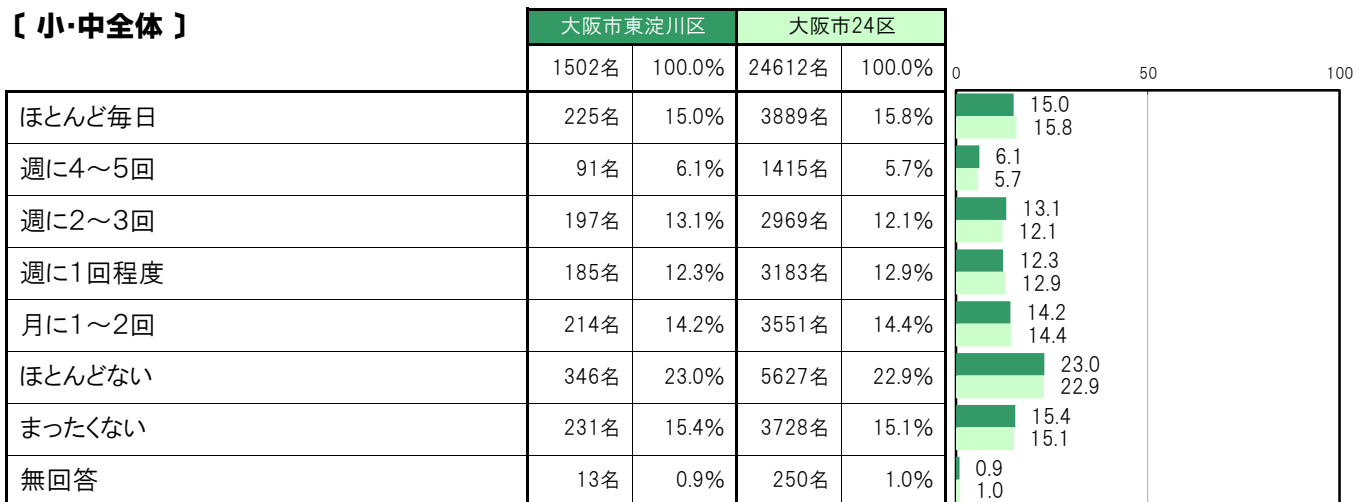 〔 小・中全体 〕
大阪市東淀川区 大阪市24区
1502名 100.0% 24612名 100.0% 0 50 100
ほとんど毎日 225名 15.0% 3889名 15.8% 15.0
15.8
週に4～5回 91名 6.1% 1415名 5.7% 6.1
5.7
週に2～3回 197名 13.1% 2969名 12.1% 13.1
12.1
週に1回程度 185名 12.3% 3183名 12.9% 12.3
12.9
月に1～2回 214名 14.2% 3551名 14.4% 14.2
14.4
ほとんどない 346名 23.0% 5627名 22.9% 23.0
22.9
まったくない 231名 15.4% 3728名 15.1% 15.4
15.1
無回答 13名 0.9% 250名 1.0% 0.9
1.0